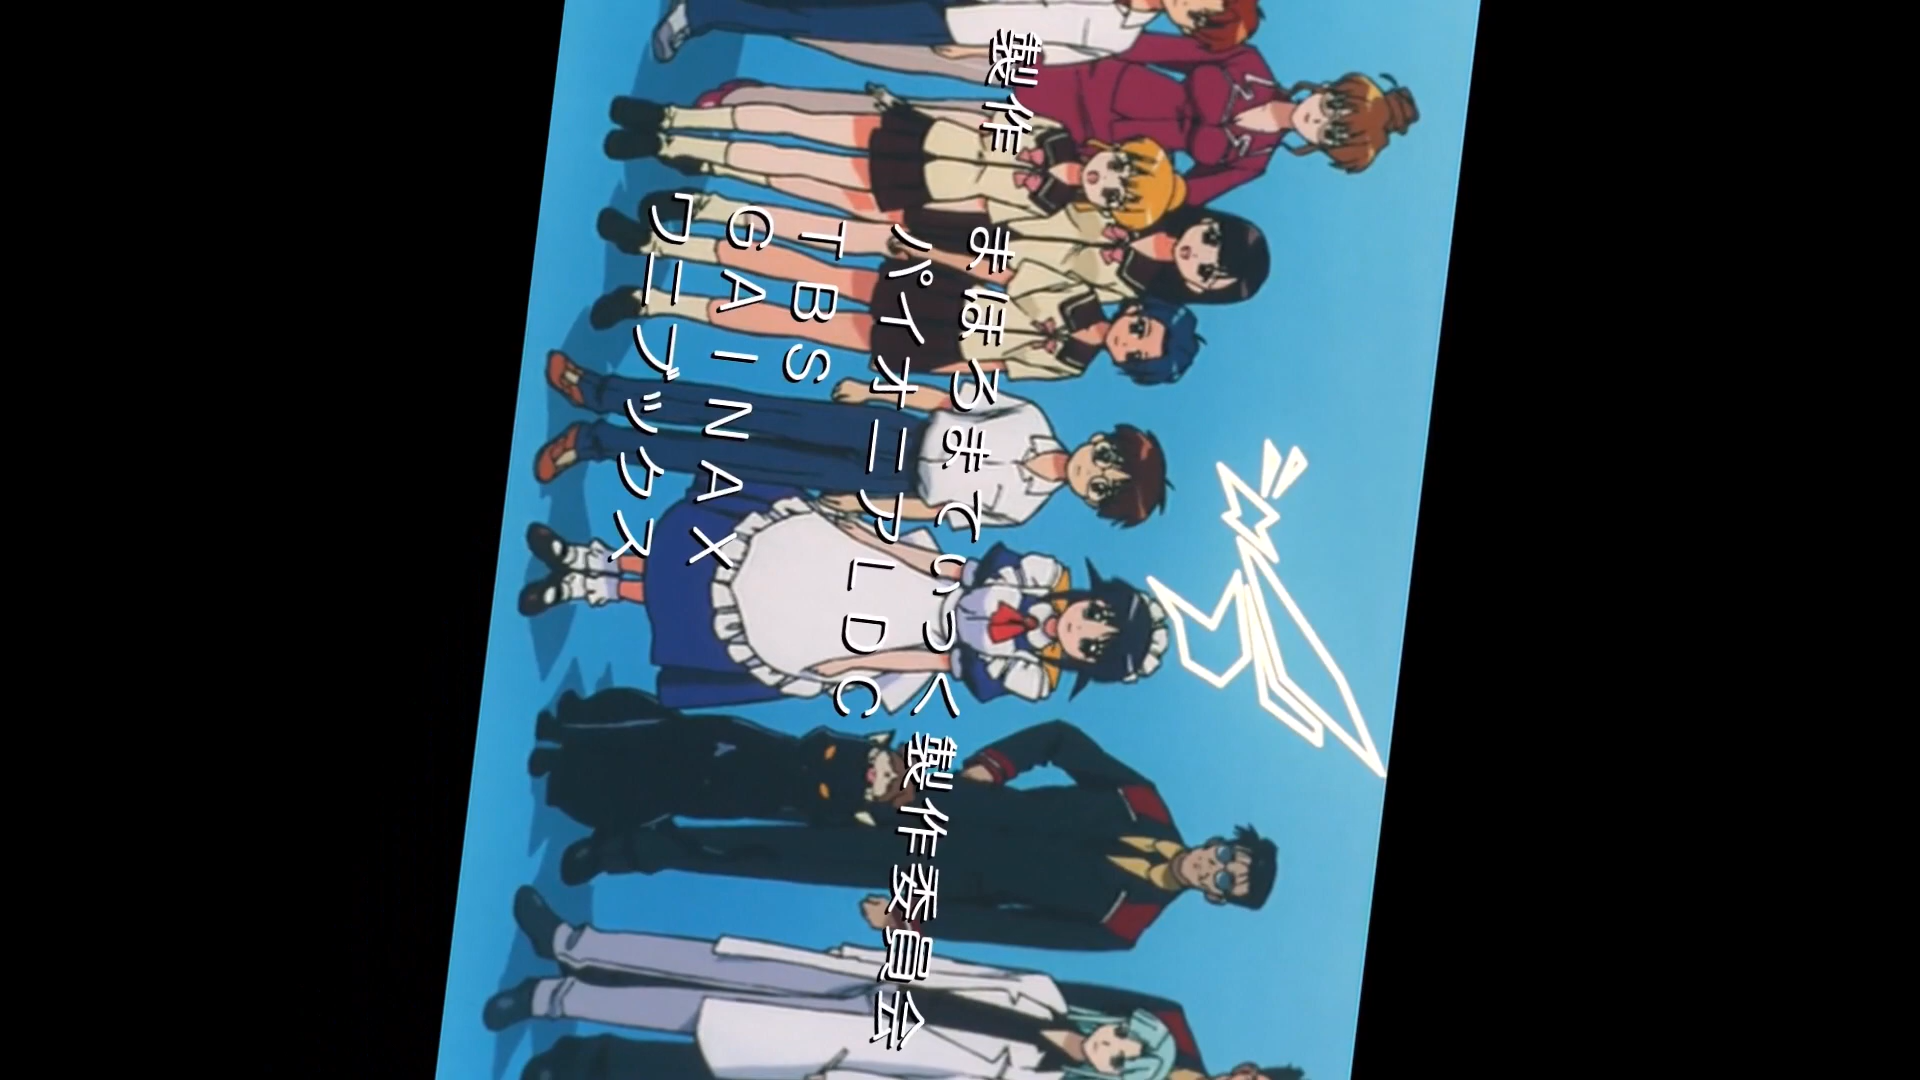 製作
まほろまてぃっく製作委員会
パイオニアLDC
TBS
GAINAX
ワニブックス